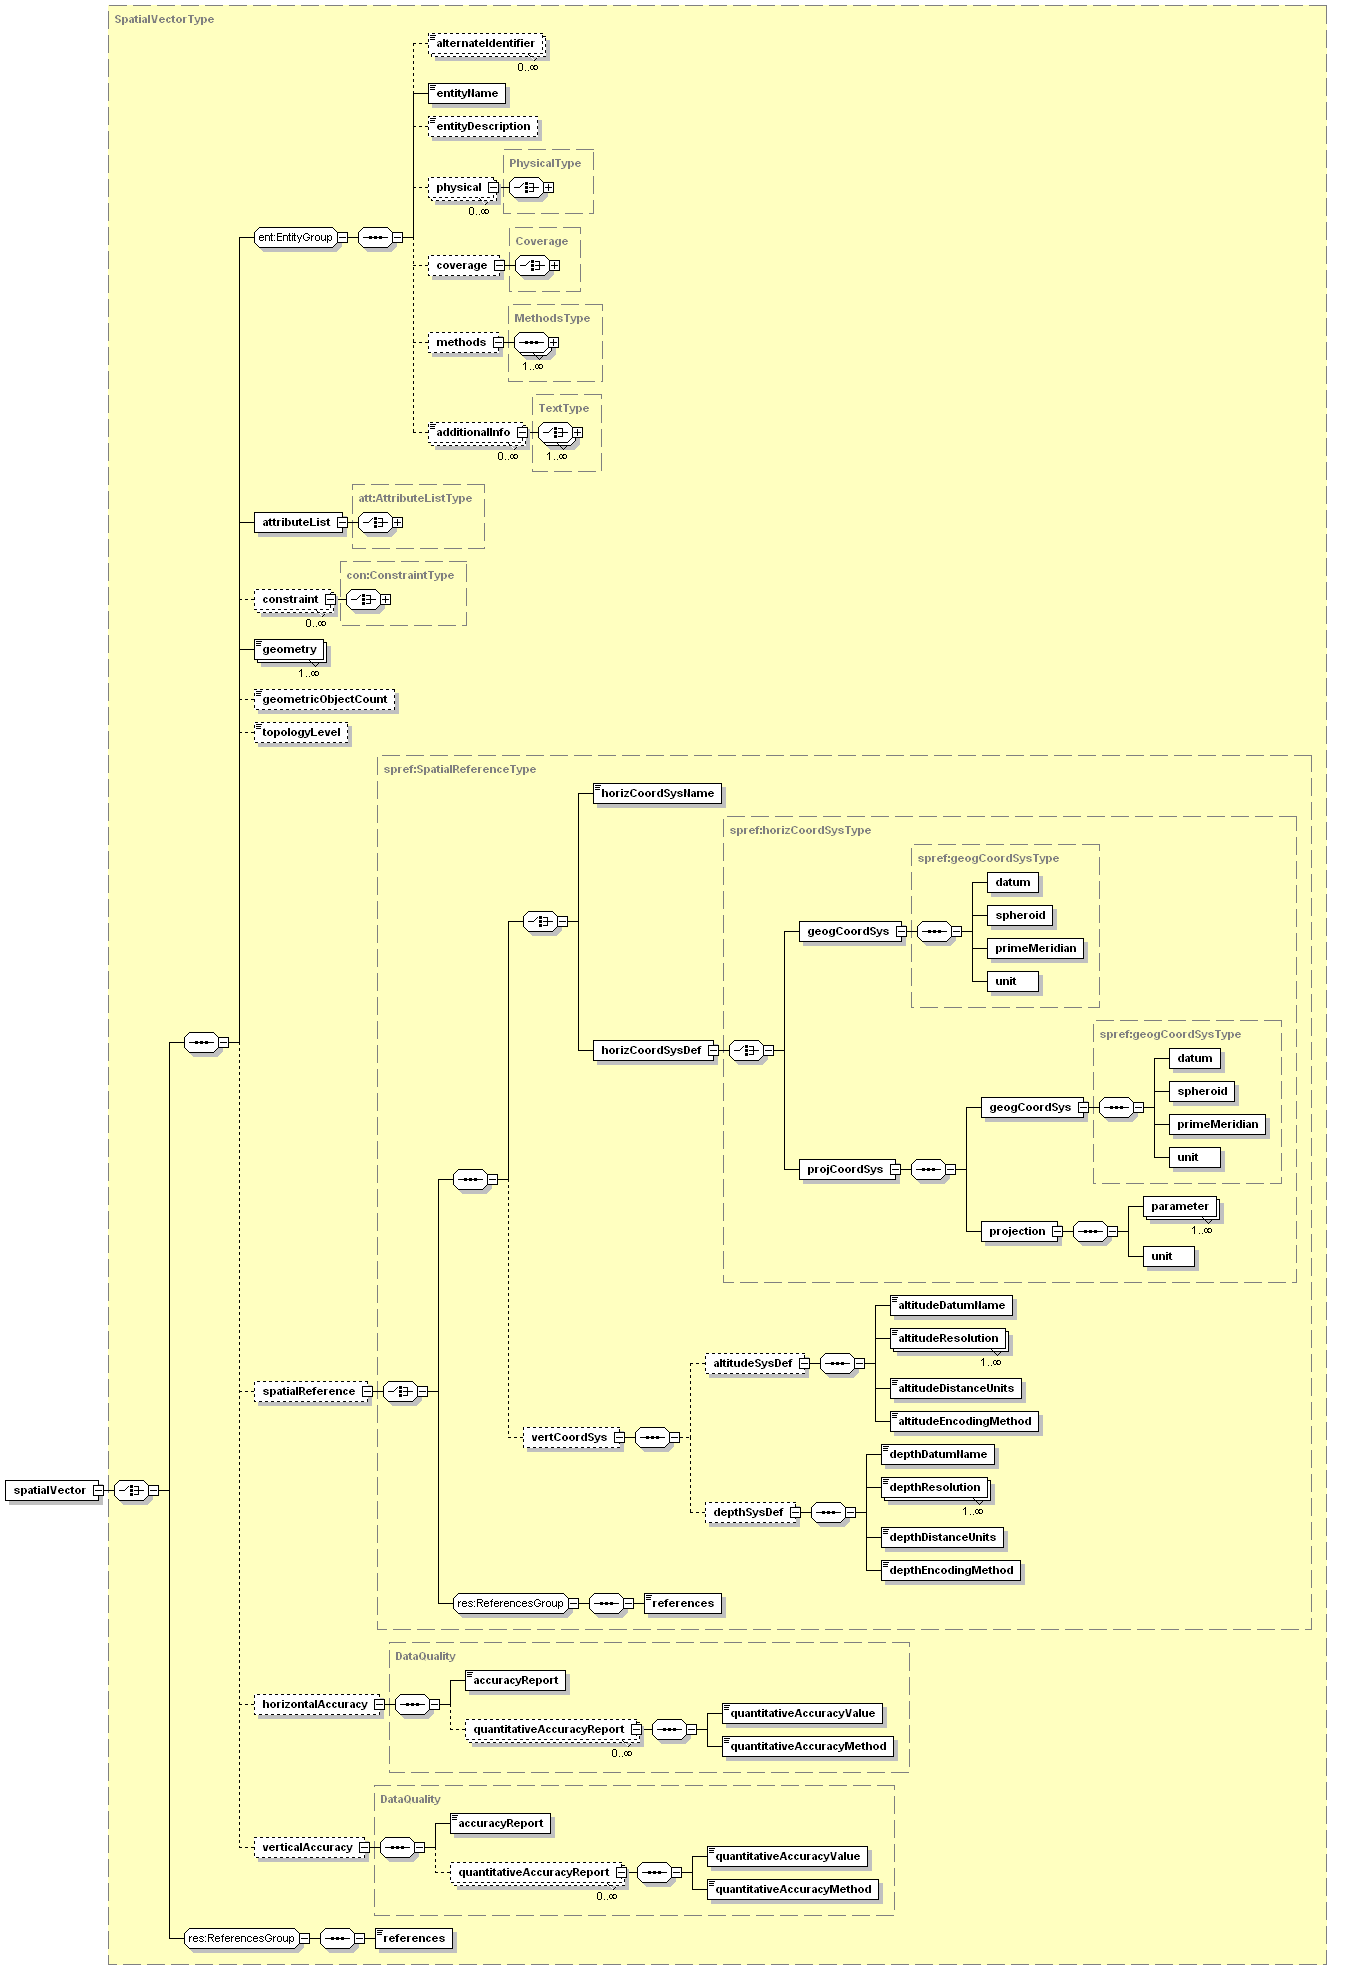 SpatialVectorType
alternateIdentifier
0..∞
entityName
entityDescription
PhysicalType
physical
0..∞
Coverage
coverage
ent:EntityGroup
MethodsType
methods
1..∞
TextType
additionalInfo
0..∞
1..∞
att:AttributeListType
attributeList
con:ConstraintType
constraint
0..∞
geometry
1..∞
geometricObjectCount
topologyLevel
spref:SpatialReferenceType
horizCoordSysName
spref:horizCoordSysType
spref:geogCoordSysType
datum
spheroid
geogCoordSys
primeMeridian
unit
spref:geogCoordSysType
horizCoordSysDef
datum
spheroid
geogCoordSys
primeMeridian
unit
projCoordSys
parameter
1..∞
projection
unit
altitudeDatumName
altitudeResolution
1..∞
altitudeSysDef
altitudeDistanceUnits
spatialReference
altitudeEncodingMethod
vertCoordSys
depthDatumName
depthResolution
1..∞
spatialVector
depthSysDef
depthDistanceUnits
depthEncodingMethod
res:ReferencesGroup
references
DataQuality
accuracyReport
horizontalAccuracy
quantitativeAccuracyValue
quantitativeAccuracyReport
0..∞
quantitativeAccuracyMethod
DataQuality
accuracyReport
verticalAccuracy
quantitativeAccuracyValue
quantitativeAccuracyReport
0..∞
quantitativeAccuracyMethod
res:ReferencesGroup
references